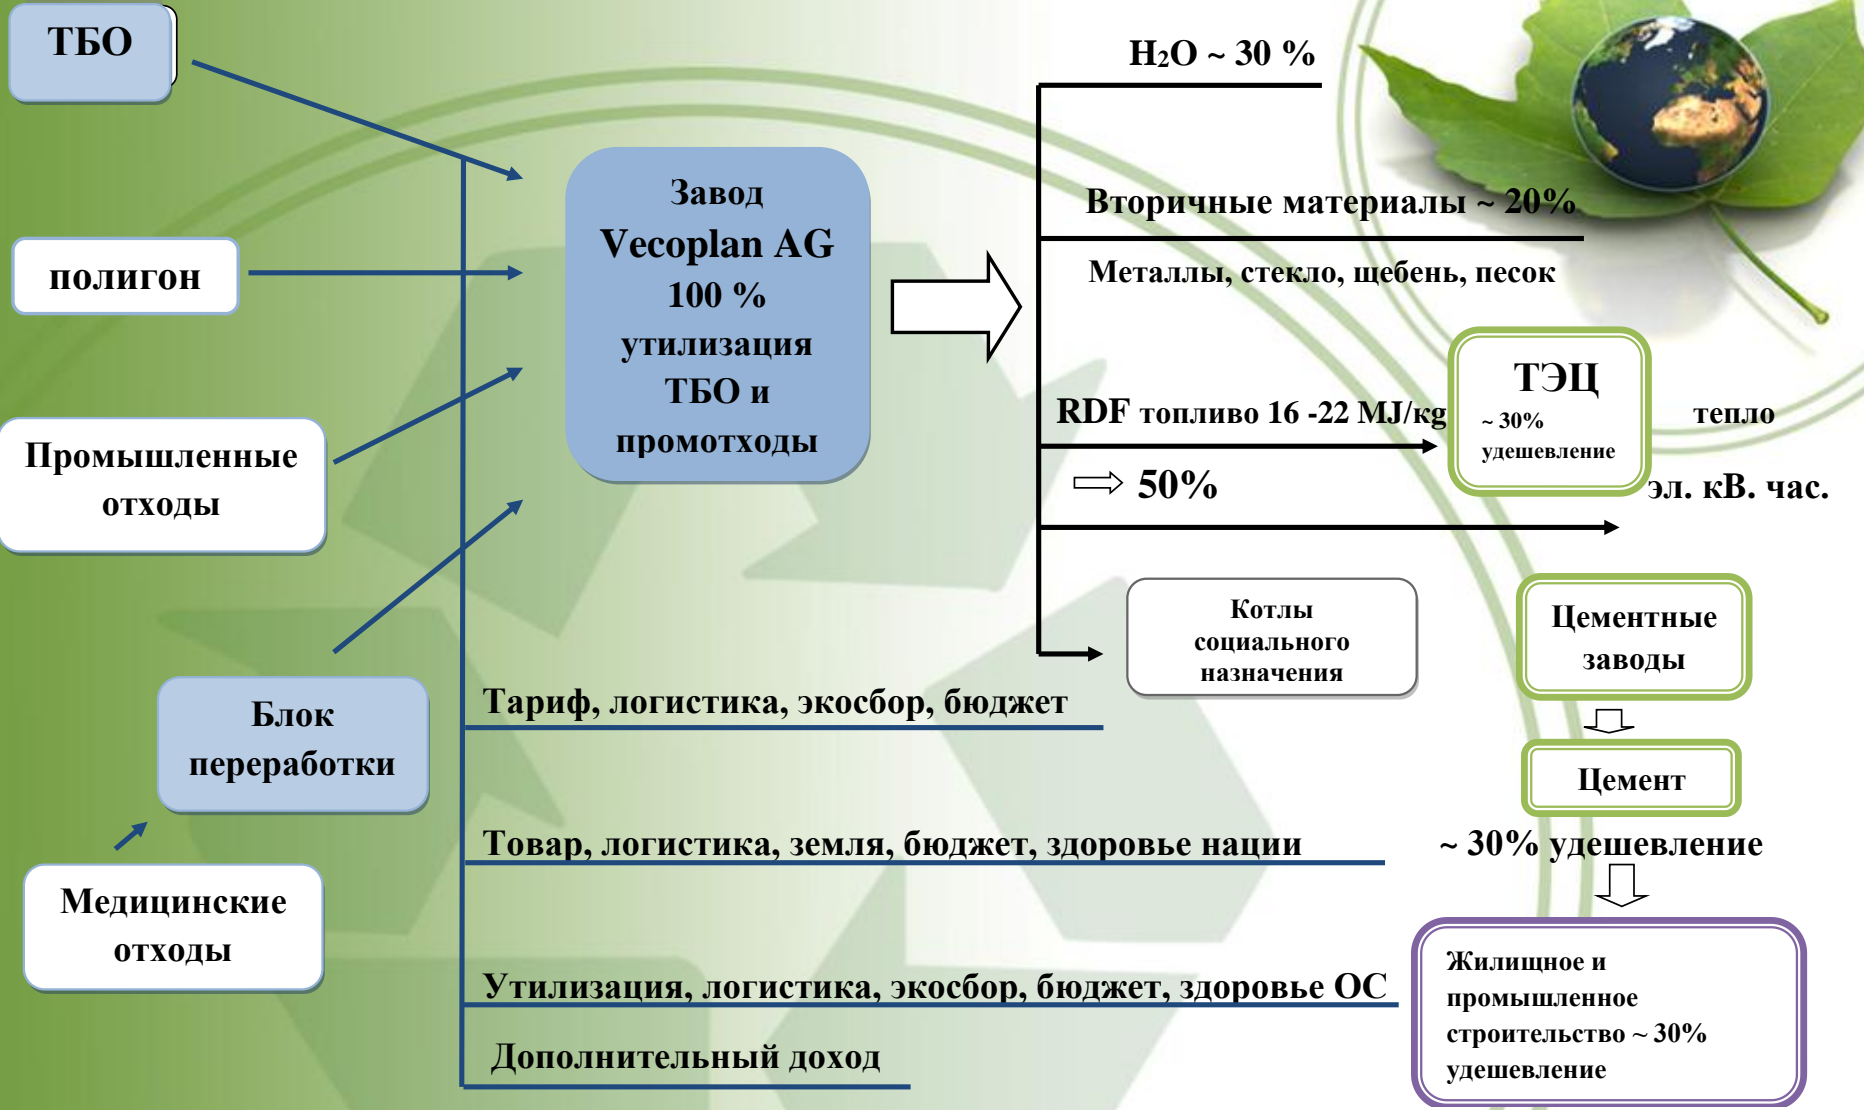 ТБО
полигон
Промышленные
отходы
Блок
переработки
Медицинские
отходы
Завод
Vecoplan AG
100 %
утилизация
ТБО и
промотходы
H₂O ~ 30 %
Вторичные материалы ~ 20%
Металлы, стекло, щебень, песок
RDF топливо 16 -22 MJ/кg
50%
ТЭЦ
~ 30%
удешевление
тепло
эл. кВ. час.
Котлы
социального
назначения
Цементные
заводы
Цемент
~ 30% удешевление
Жилищное и
промышленное
строительство ~ 30%
удешевление
Тариф, логистика, экосбор, бюджет
Товар, логистика, земля, бюджет, здоровье нации
Утилизация, логистика, экосбор, бюджет, здоровье ОС
Дополнительный доход